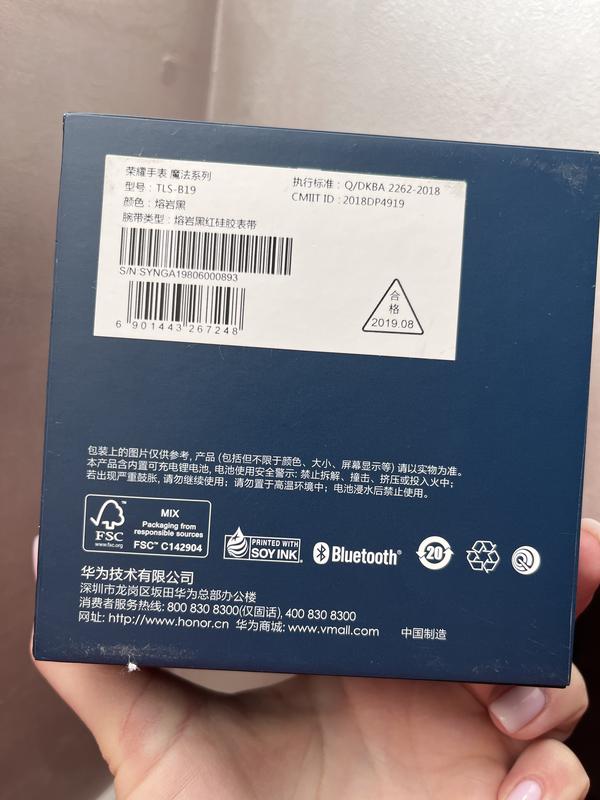 荣耀手表 魔法系列
型号：TLS-B19
颜色：熔岩黑
腕带类型：熔岩黑红硅胶表带
执行标准：Q/DKBA 2262-2018
CMIIT ID：2018DP4919
S/N:SYNGA19806000893
6 901443 267248
合
格
2019.08
包装上的图片仅供参考, 产品 (包括但不限于颜色、大小、屏幕显示等) 请以实物为准。
本产品含内置可充电锂电池, 电池使用安全警示: 禁止拆解、撞击、挤压或投入火中;
若出现严重鼓胀, 请勿继续使用; 请勿置于高温环境中; 电池浸水后禁止使用。
FSC
www.fsc.org
MIX
Packaging from
responsible sources
FSC™ C142904
PRINTED WITH
SOY INK
Bluetooth®
20
华为技术有限公司
深圳市龙岗区坂田华为总部办公楼
消费者服务热线: 800 830 8300(仅固话), 400 830 8300
网址: http://www.honor.cn 华为商城: www.vmall.com
中国制造